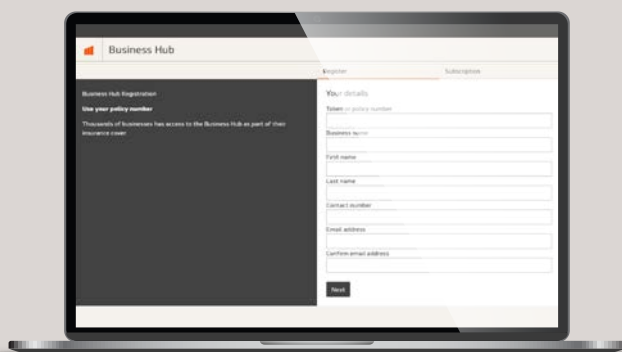 Business Hub
Register
Subscription
Business Hub Registration
Use your policy number
Thousands of businesses has access to the Business Hub as part of their
insurance cover
Your details
Token or policy number
Business name
First name
Last name
Contact number
Email address
Confirm email address
Next